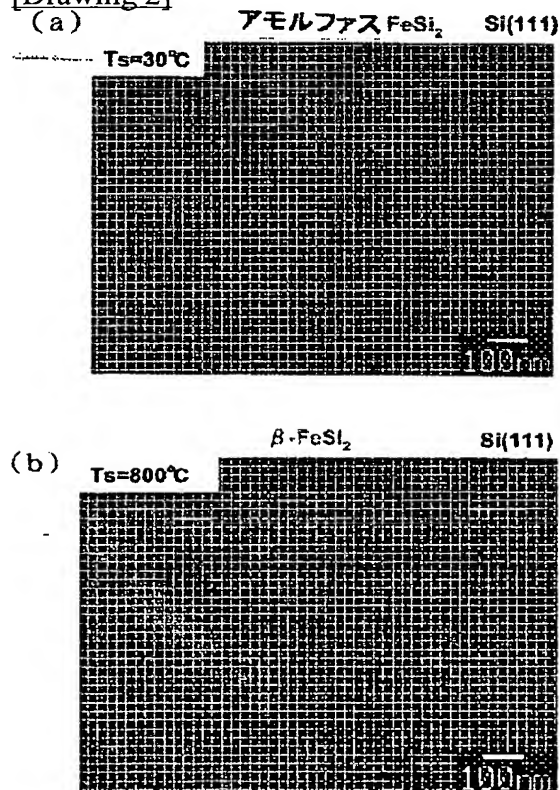 [Drawing 2]
(a) アモルファス FeSi₂ Si(111)
Ts=30℃
100nm
(b) β-FeSi₂ Si(111)
Ts=800℃
100nm